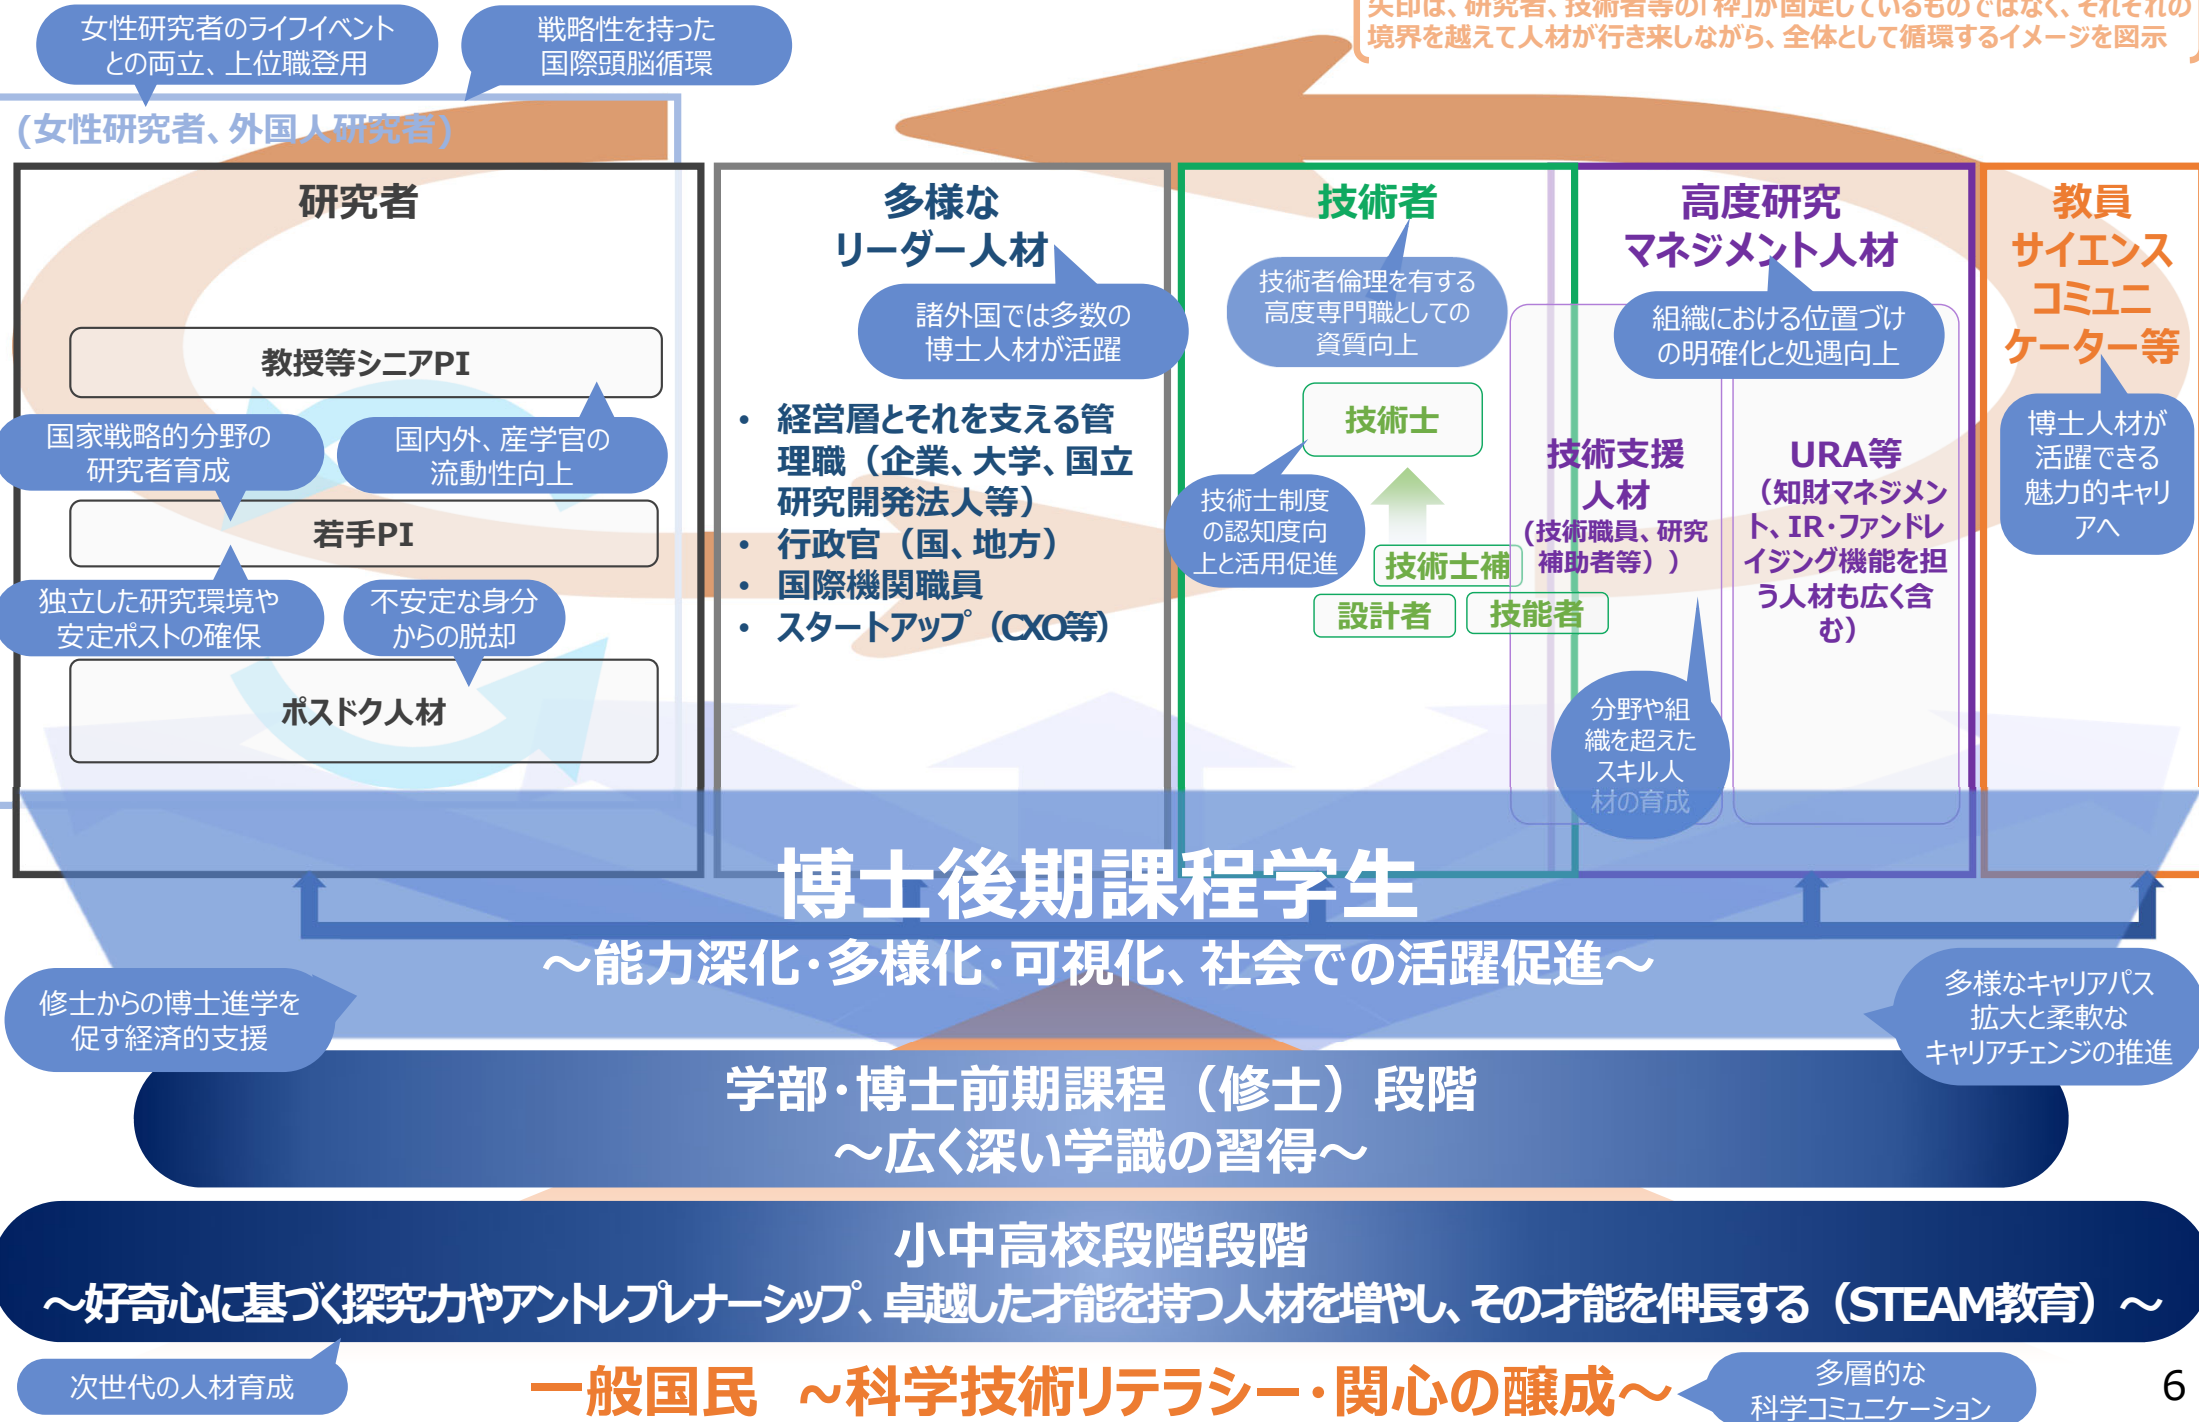 女性研究者のライフイベント
との両立、上位職登用
戦略性を持った
国際頭脳循環
矢印は、研究者、技術者等の「枠」が固定しているものではなく、それぞれの
境界を越えて人材が行き来しながら、全体として循環するイメージを図示
(女性研究者、外国人研究者)
研究者
教授等シニアPI
国家戦略的分野の
研究者育成
国内外、産学官の
流動性向上
若手PI
独立した研究環境や
安定ポストの確保
不安定な身分
からの脱却
ポスドク人材
多様な
リーダー人材
諸外国では多数の
博士人材が活躍
• 経営層とそれを支える管
理職（企業、大学、国立
研究開発法人等）
• 行政官（国、地方）
• 国際機関職員
• スタートアップ（CXO等）
技術者
技術者倫理を有する
高度専門職としての
資質向上
技術士
技術士制度
の認知度向
上と活用促進
技術士補
設計者
技能者
高度研究
マネジメント人材
組織における位置づけ
の明確化と処遇向上
技術支援
人材
(技術職員、研究
補助者等））
分野や組
織を超えた
スキル人
材の育成
URA等
（知財マネジメン
ト、IR・ファンドレ
イジング機能を担
う人材も広く含
む）
教員
サイエンス
コミュニ
ケーター等
博士人材が
活躍できる
魅力的キャリ
アへ
博士後期課程学生
～能力深化・多様化・可視化、社会での活躍促進～
修士からの博士進学を
促す経済的支援
多様なキャリアパス
拡大と柔軟な
キャリアチェンジの推進
学部・博士前期課程（修士）段階
～広く深い学識の習得～
小中高校段階段階
～好奇心に基づく探究力やアントレプレナーシップ、卓越した才能を持つ人材を増やし、その才能を伸長する（STEAM教育）～
次世代の人材育成
一般国民 ~科学技術リテラシー・関心の醸成～
多層的な
科学コミュニケーション
6